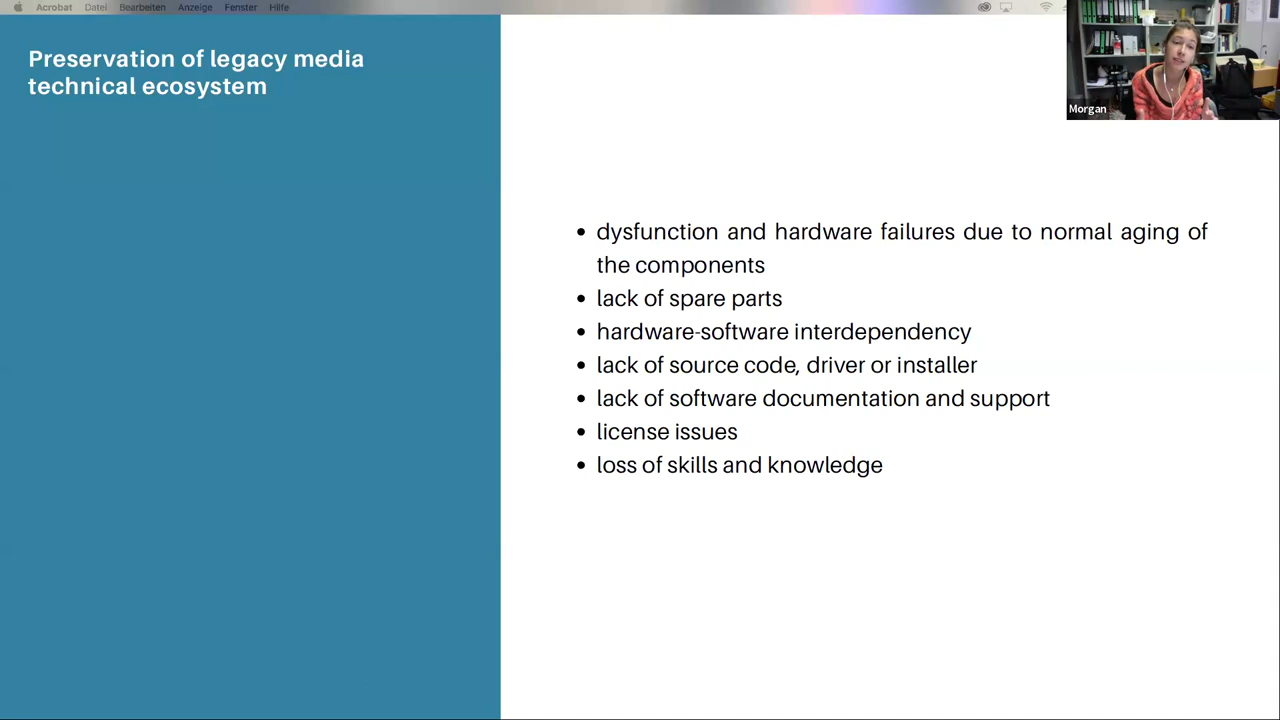 Acrobat Datei Bearbeiten Anzeige Fenster Hilfe
Preservation of legacy media
technical ecosystem
Morgan
• dysfunction and hardware failures due to normal aging of
the components
• lack of spare parts
• hardware-software interdependency
• lack of source code, driver or installer
• lack of software documentation and support
• license issues
• loss of skills and knowledge